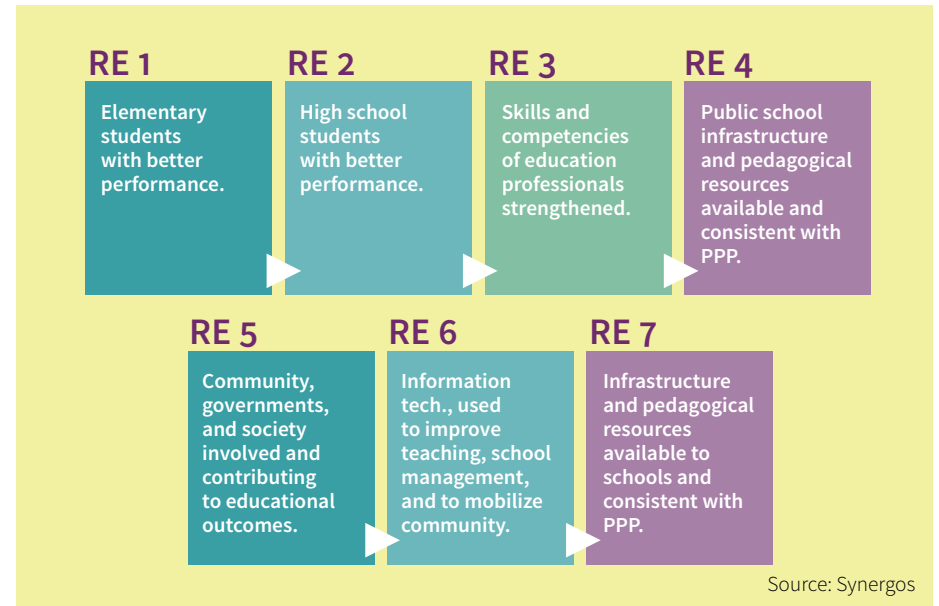 RE 1
Elementary
students
with better
performance.
RE 2
High school
students
with better
performance.
RE 3
Skills and
competencies
of education
professionals
strengthened.
RE 4
Public school
infrastructure
and pedagogical
resources
available and
consistent with
PPP.
RE 5
Community,
governments,
and society
involved and
contributing
to educational
outcomes.
RE 6
Information
tech., used
to improve
teaching, school
management,
and to mobilize
community.
RE 7
Infrastructure
and pedagogical
resources
available to
schools and
consistent with
PPP.
Source: Synergos